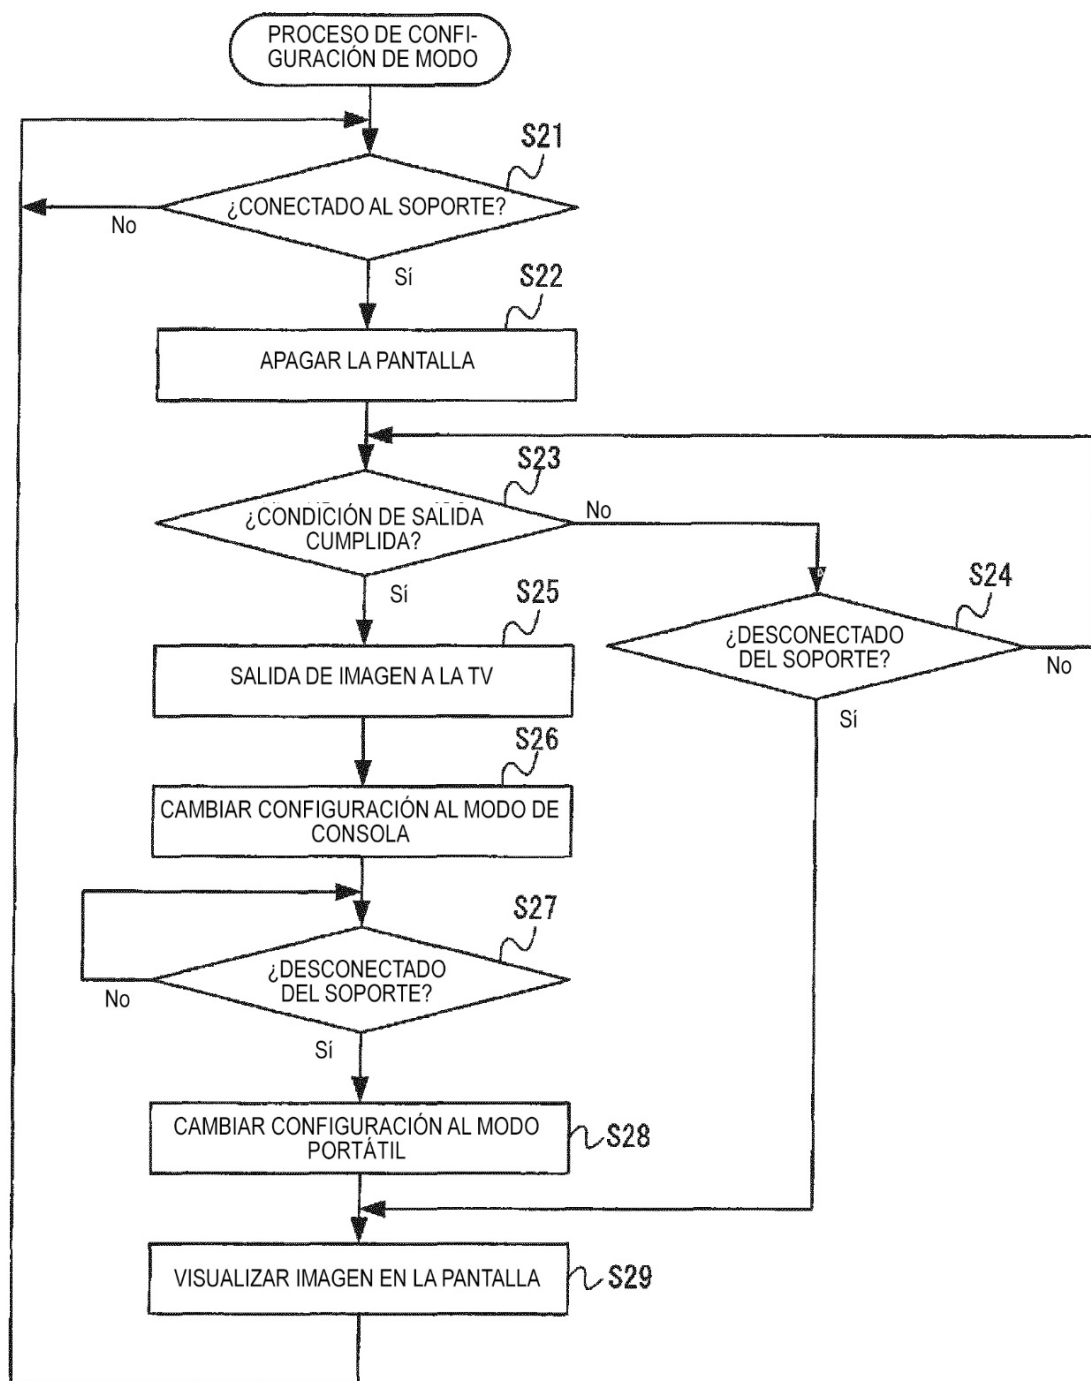 PROCESO DE CONFI-
GURACIÓN DE MODO
S21
¿CONECTADO AL SOPORTE?
No
Sí
S22
APAGAR LA PANTALLA
S23
¿CONDICIÓN DE SALIDA
CUMPLIDA?
No
Sí
S24
¿DESCONECTADO
DEL SOPORTE?
No
Sí
S25
SALIDA DE IMAGEN A LA TV
S26
CAMBIAR CONFIGURACIÓN AL MODO DE
CONSOLA
S27
¿DESCONECTADO
DEL SOPORTE?
No
Sí
CAMBIAR CONFIGURACIÓN AL MODO
PORTÁTIL
S28
VISUALIZAR IMAGEN EN LA PANTALLA
S29